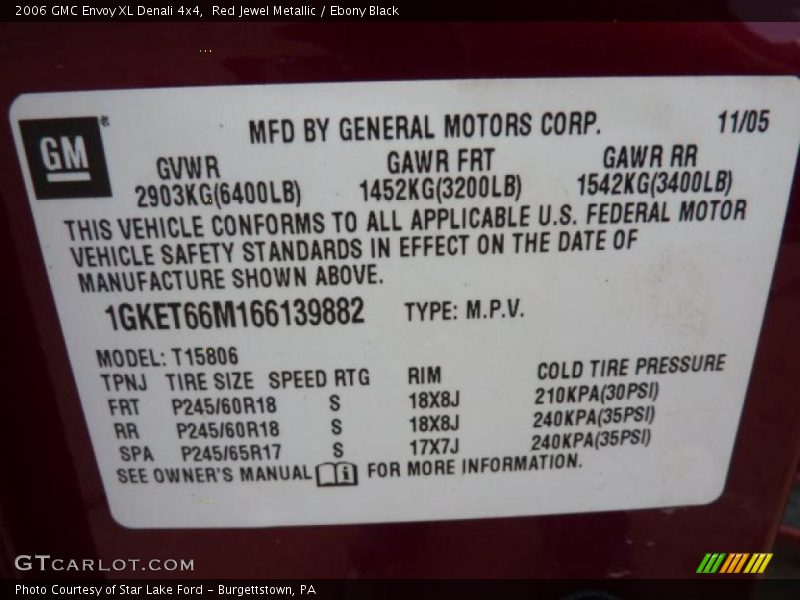 2006 GMC Envoy XL Denali 4x4,  Red Jewel Metallic / Ebony Black
GM®
MFD BY GENERAL MOTORS CORP. 11/05
GVWR GAWR FRT GAWR RR
2903KG(6400LB) 1452KG(3200LB) 1542KG(3400LB)
THIS VEHICLE CONFORMS TO ALL APPLICABLE U.S. FEDERAL MOTOR
VEHICLE SAFETY STANDARDS IN EFFECT ON THE DATE OF
MANUFACTURE SHOWN ABOVE.
1GKET66M166139882 TYPE: M.P.V.
MODEL: T15806
TPNJ TIRE SIZE SPEED RTG RIM COLD TIRE PRESSURE
FRT P245/60R18 S 18X8J 210KPA(30PSI)
RR P245/60R18 S 18X8J 240KPA(35PSI)
SPA P245/65R17 S 17X7J 240KPA(35PSI)
SEE OWNER'S MANUAL i FOR MORE INFORMATION.
GTCARLOT.COM
Photo Courtesy of Star Lake Ford - Burgettstown, PA